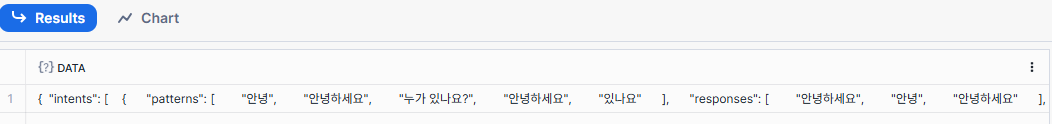 Results
Chart
{?} DATA
1 { "intents": [ { "patterns": [ "안녕", "안녕하세요", "누가 있나요?", "안녕하세요", "있나요" ], "responses": [ "안녕하세요", "안녕", "안녕하세요" ],